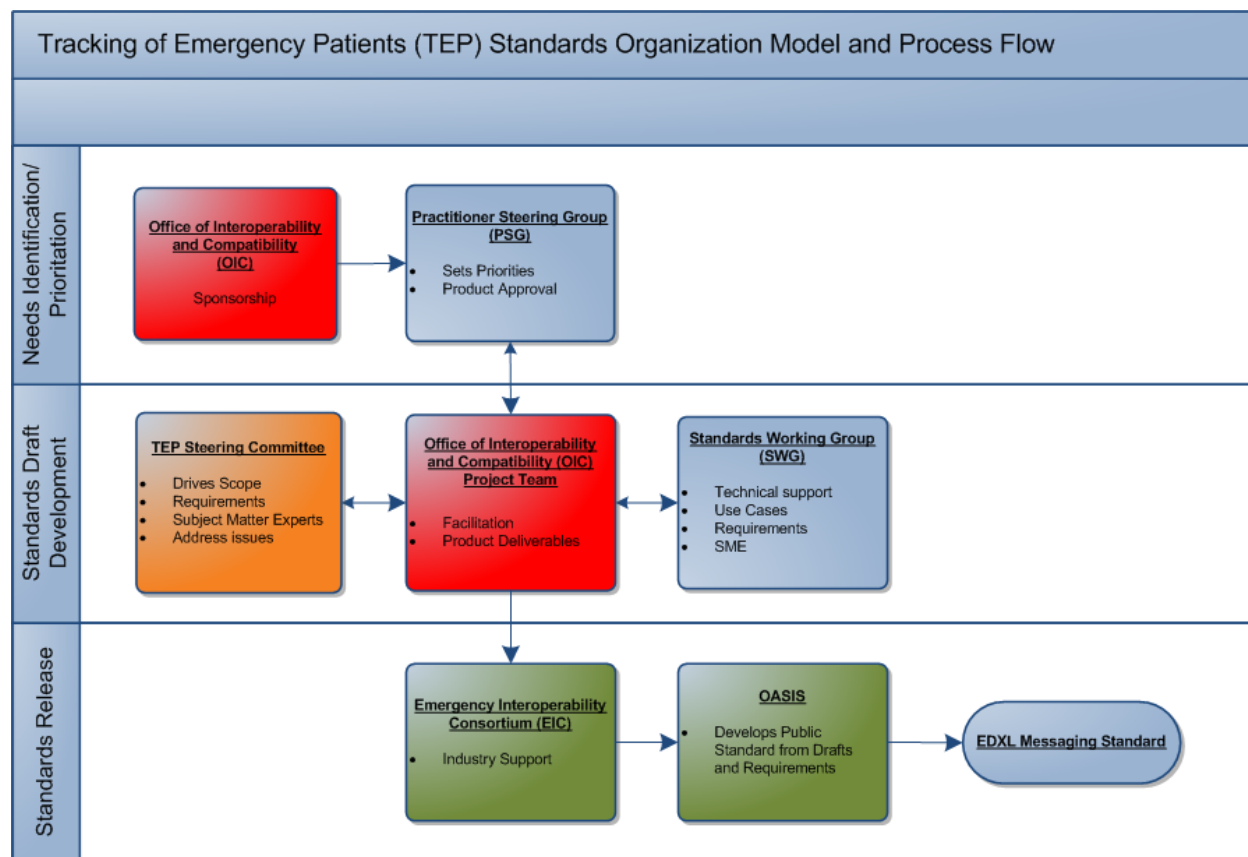 Tracking of Emergency Patients (TEP) Standards Organization Model and Process Flow
Needs Identification/
Prioritation
Office of Interoperability
and Compatibility
(OIC)
Sponsorship
Practitioner Steering Group
(PSG)
• Sets Priorities
• Product Approval
Standards Draft
Development
TEP Steering Committee
• Drives Scope
• Requirements
• Subject Matter Experts
• Address issues
Office of Interoperability
and Compatibility (OIC)
Project Team
• Facilitation
• Product Deliverables
Standards Working Group
(SWG)
• Technical support
• Use Cases
• Requirements
• SME
Standards Release
Emergency Interoperability
Consortium (EIC)
• Industry Support
OASIS
• Develops Public
Standard from Drafts
and Requirements
EDXL Messaging Standard